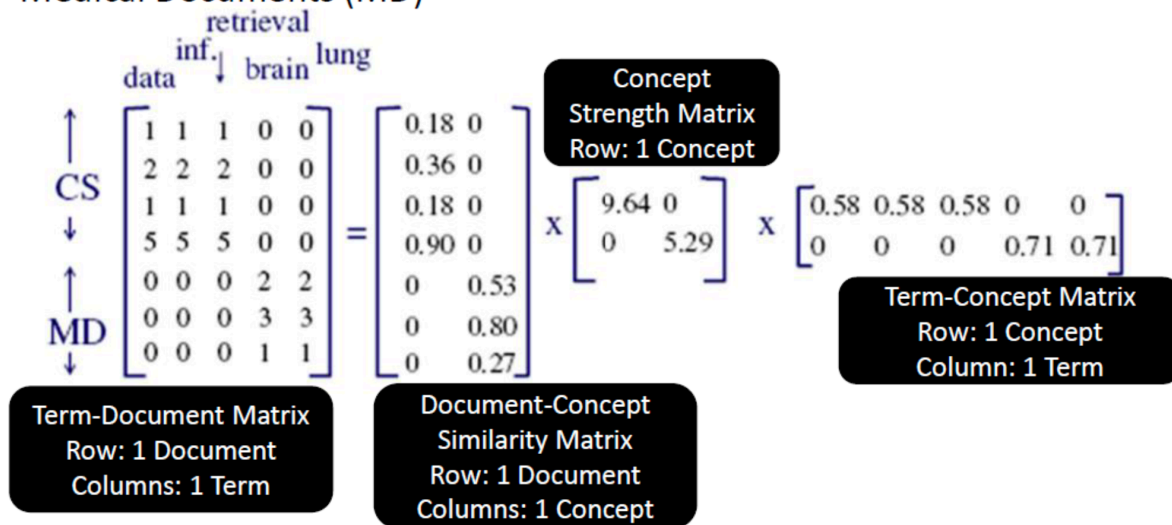 Medical Documents (MD)
retrieval
inf. ↓ brain lung
data
CS
MD
1 1 1 0 0
2 2 2 0 0
1 1 1 0 0
5 5 5 0 0
0 0 0 2 2
0 0 0 3 3
0 0 0 1 1
=
0.18 0
0.36 0
0.18 0
0.90 0
0 0.53
0 0.80
0 0.27
x
9.64 0
0 5.29
x
0.58 0.58 0.58 0 0
0 0 0 0.71 0.71
Concept
Strength Matrix
Row: 1 Concept
Term-Concept Matrix
Row: 1 Concept
Column: 1 Term
Term-Document Matrix
Row: 1 Document
Columns: 1 Term
Document-Concept
Similarity Matrix
Row: 1 Document
Columns: 1 Concept